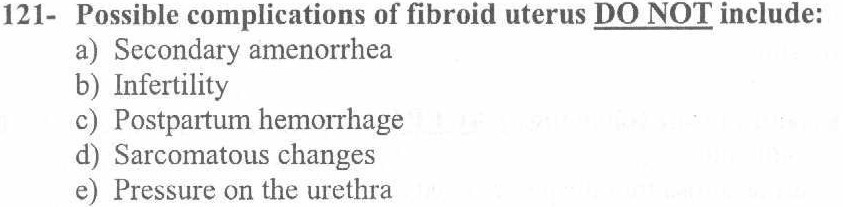 121- Possible complications of fibroid uterus DO NOT include:
a) Secondary amenorrhea
b) Infertility
c) Postpartum hemorrhage
d) Sarcomatous changes
e) Pressure on the urethra